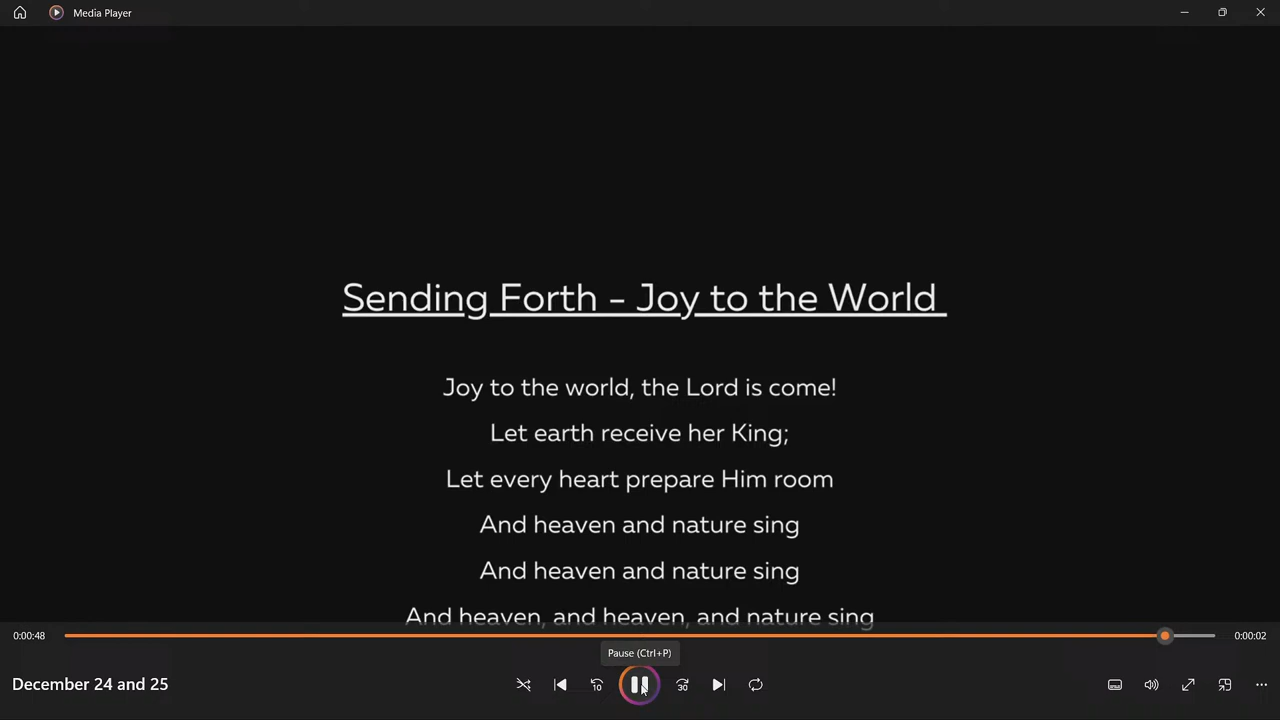 Media Player
Sending Forth - Joy to the World
Joy to the world, the Lord is come!
Let earth receive her King;
Let every heart prepare Him room
And heaven and nature sing
And heaven and nature sing
And heaven, and heaven, and nature sing
0:00:48
0:00:02
Pause (Ctrl+P)
December 24 and 25
10
30